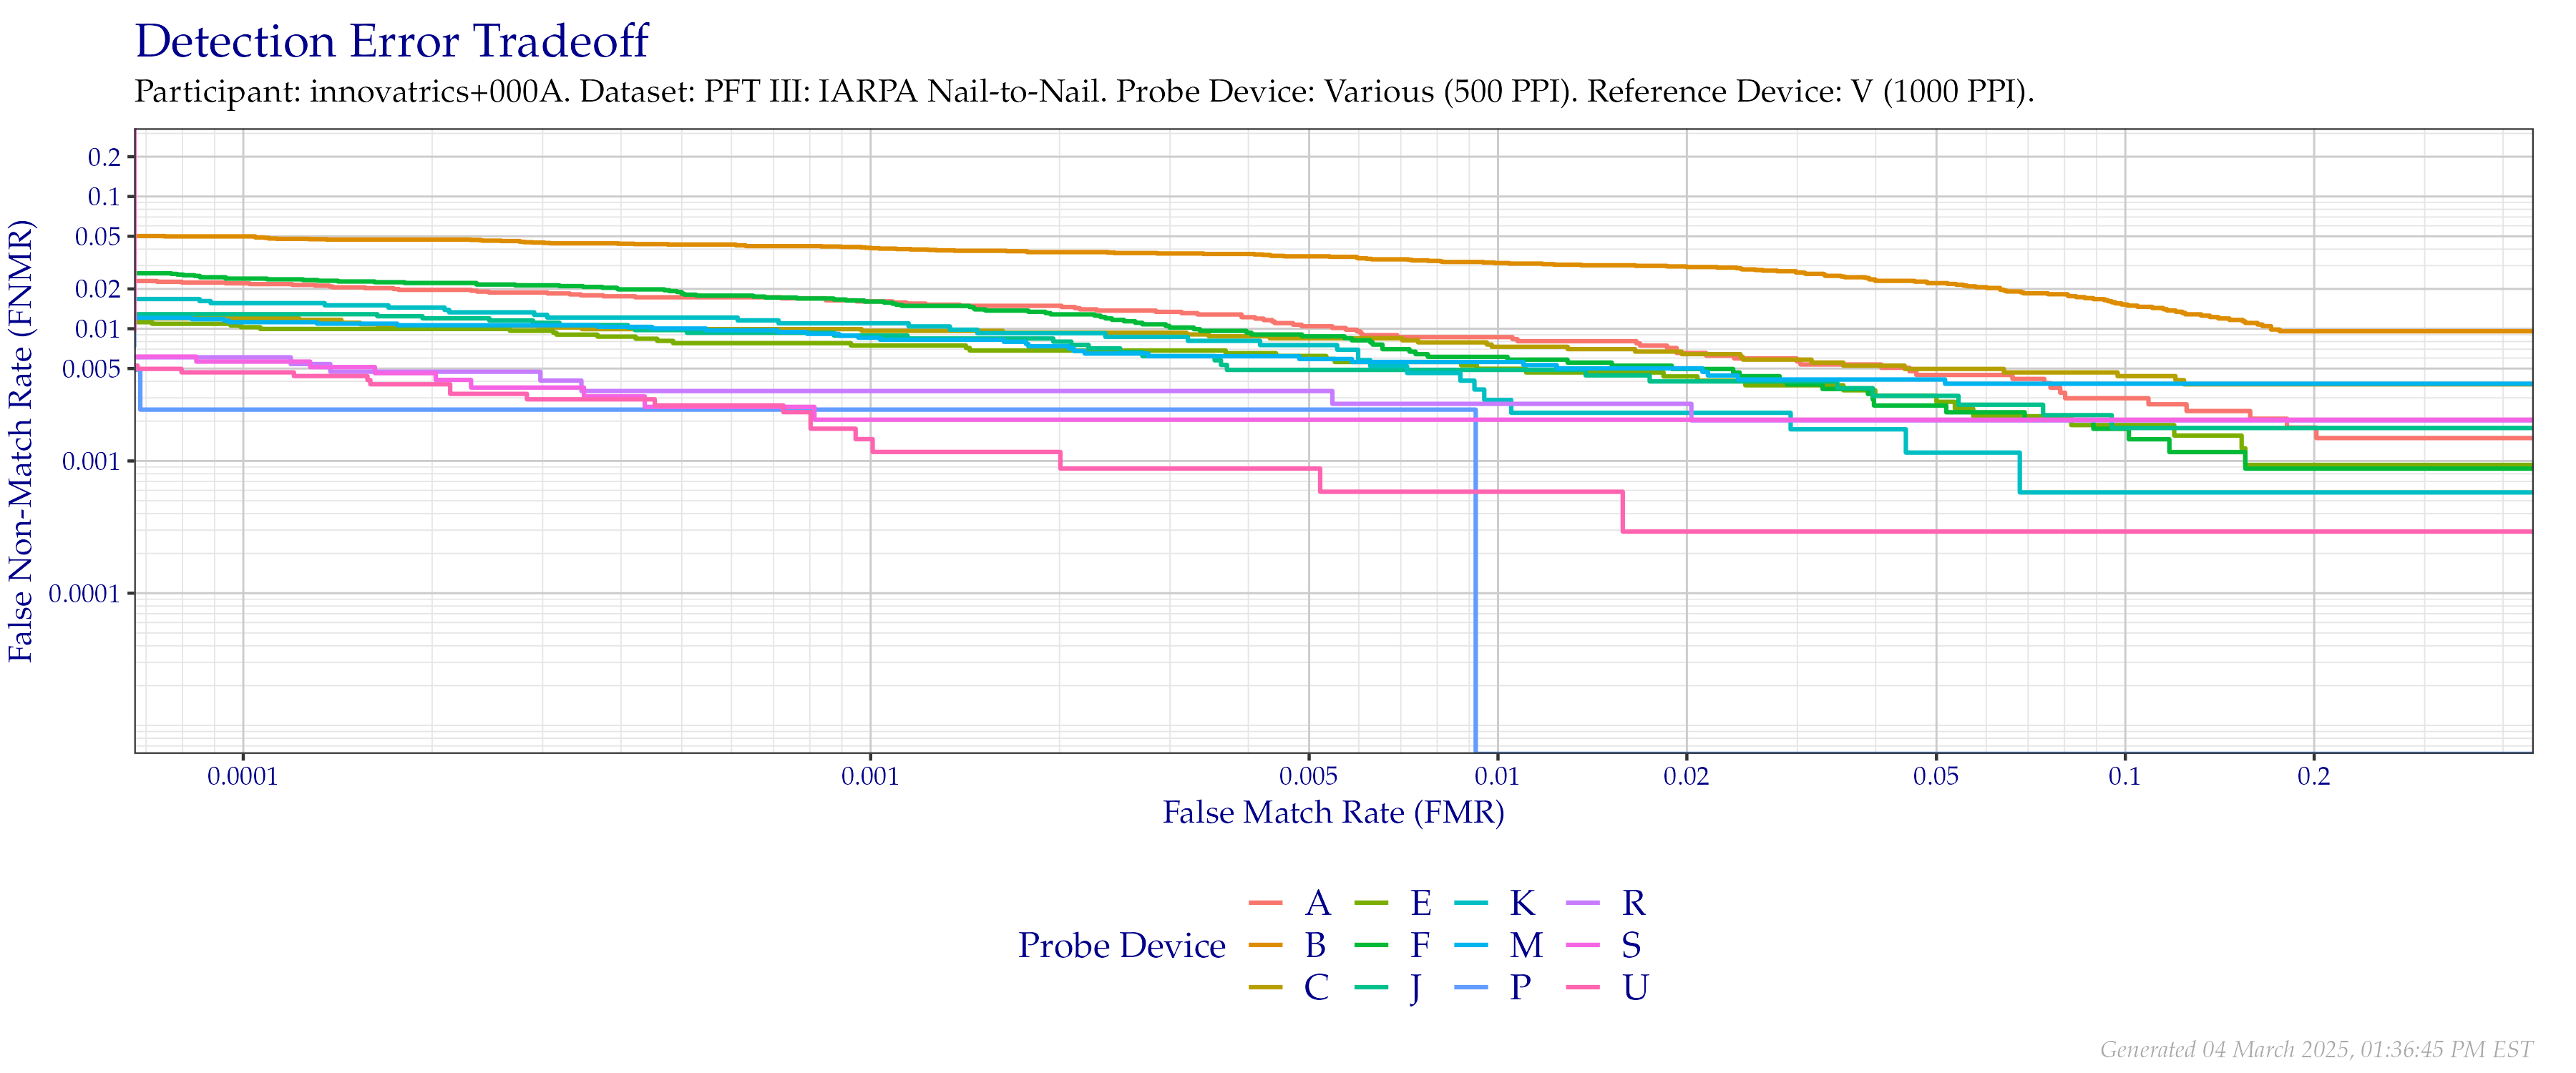 Detection Error Tradeoff
Participant: innovatrics+000A. Dataset: PFT III: IARPA Nail-to-Nail. Probe Device: Various (500 PPI). Reference Device: V (1000 PPI).
False Non-Match Rate (FNMR)
0.2
0.1
0.05
0.02
0.01
0.005
0.001
0.0001
0.0001 0.001 0.005 0.01 0.02 0.05 0.1 0.2
False Match Rate (FMR)
Probe Device
A E K R
B F M S
C J P U
Generated 04 March 2025, 01:36:45 PM EST